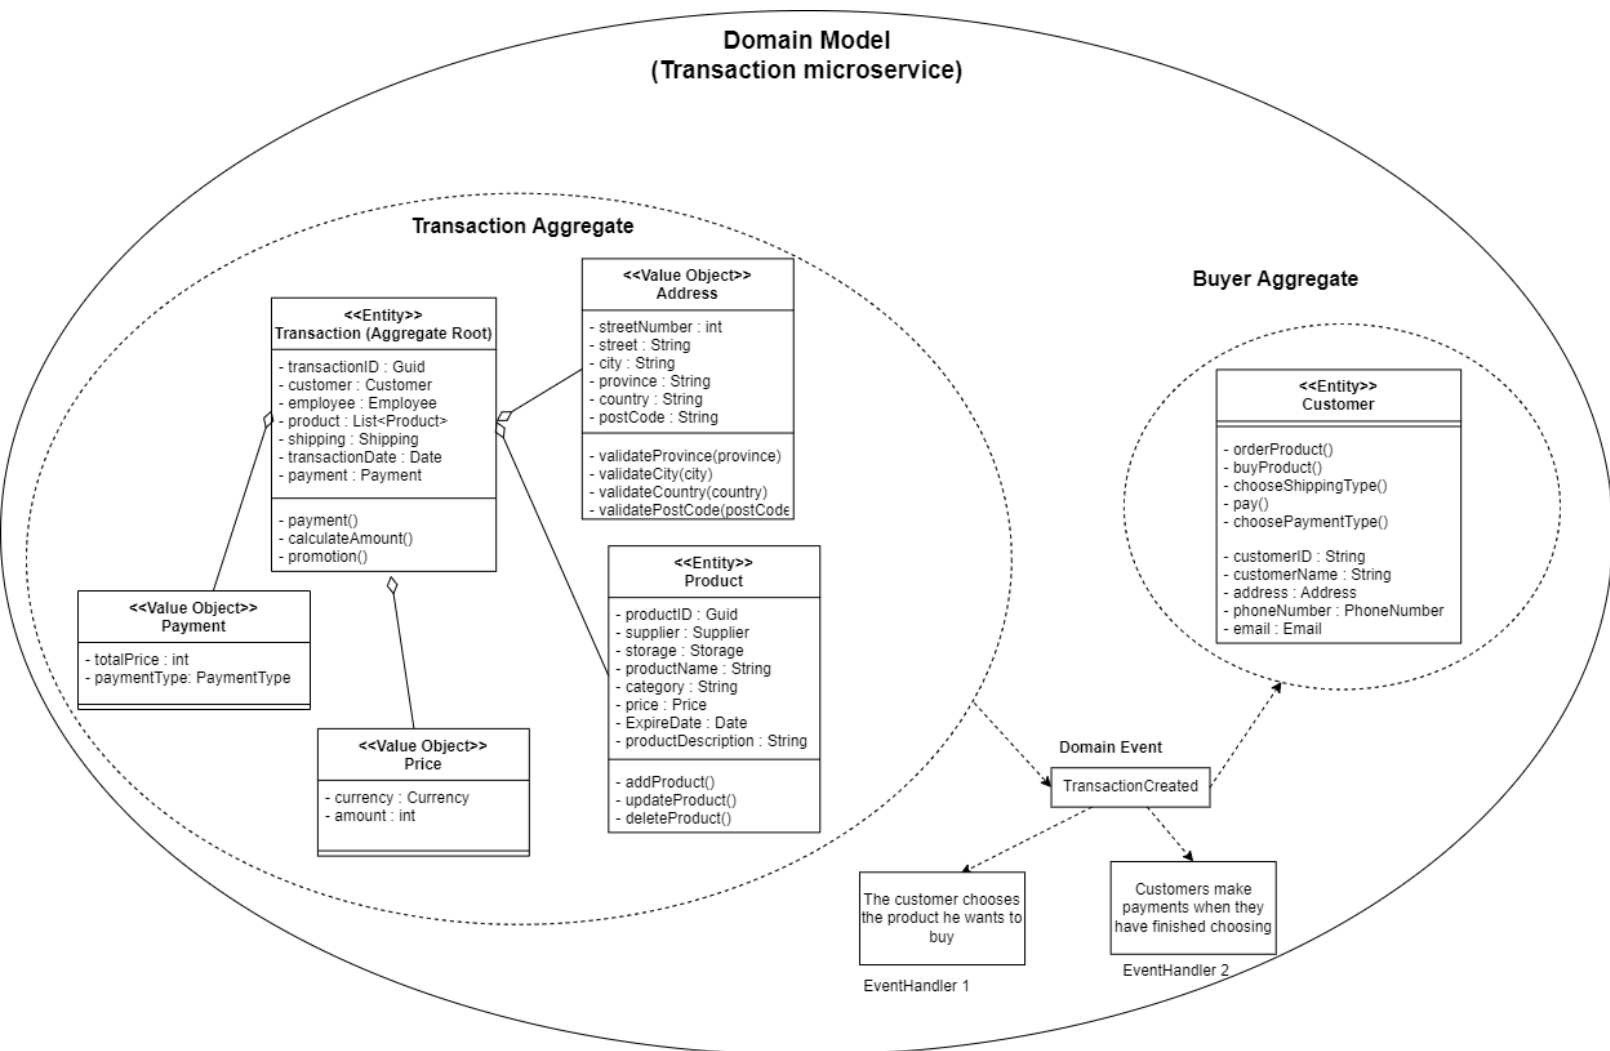 Domain Model
(Transaction microservice)
Transaction Aggregate
<<Entity>>
Transaction (Aggregate Root)
- transactionID : Guid
- customer : Customer
- employee : Employee
- product : List<Product>
- shipping : Shipping
- transactionDate : Date
- payment : Payment
- payment()
- calculateAmount()
- promotion()
<<Value Object>>
Address
- streetNumber : int
- street : String
- city : String
- province : String
- country : String
- postCode : String
- validateProvince(province)
- validateCity(city)
- validateCountry(country)
- validatePostCode(postCode
<<Value Object>>
Payment
- totalPrice : int
- paymentType: PaymentType
<<Value Object>>
Price
- currency : Currency
- amount : int
<<Entity>>
Product
- productID : Guid
- supplier : Supplier
- storage : Storage
- productName : String
- category : String
- price : Price
- ExpireDate : Date
- productDescription : String
- addProduct()
- updateProduct()
- deleteProduct()
Buyer Aggregate
<<Entity>>
Customer
- orderProduct()
- buyProduct()
- chooseShippingType()
- pay()
- choosePaymentType()
- customerID : String
- customerName : String
- address : Address
- phoneNumber : PhoneNumber
- email : Email
Domain Event
TransactionCreated
The customer chooses
the product he wants to
buy
EventHandler 1
Customers make
payments when they
have finished choosing
EventHandler 2